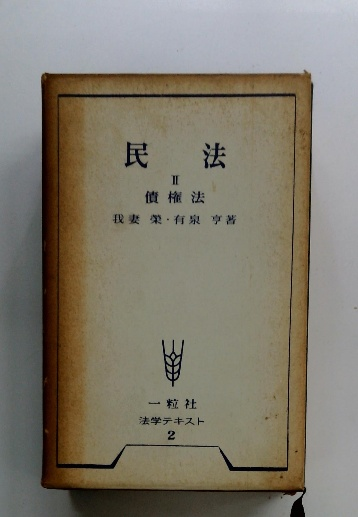 民 法
II
債権法
我妻 榮・有泉 亨著
一粒社
法学テキスト
2